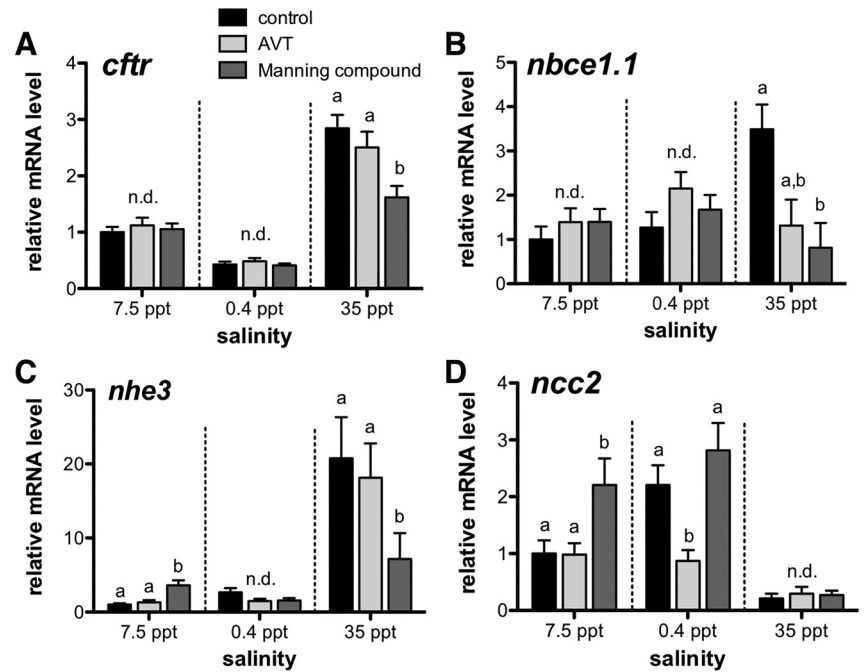 control
AVT
Manning compound
A
cftr
relative mRNA level
4
3
2
1
0
n.d.
n.d.
a
a
b
7.5 ppt
0.4 ppt
35 ppt
salinity
B
nbce1.1
relative mRNA level
5
4
3
2
1
0
n.d.
n.d.
a
a,b
b
7.5 ppt
0.4 ppt
35 ppt
salinity
C
nhe3
relative mRNA level
30
20
10
0
a
a
b
n.d.
a
a
b
7.5 ppt
0.4 ppt
35 ppt
salinity
D
ncc2
relative mRNA level
4
3
2
1
0
a
a
b
a
b
a
n.d.
7.5 ppt
0.4 ppt
35 ppt
salinity